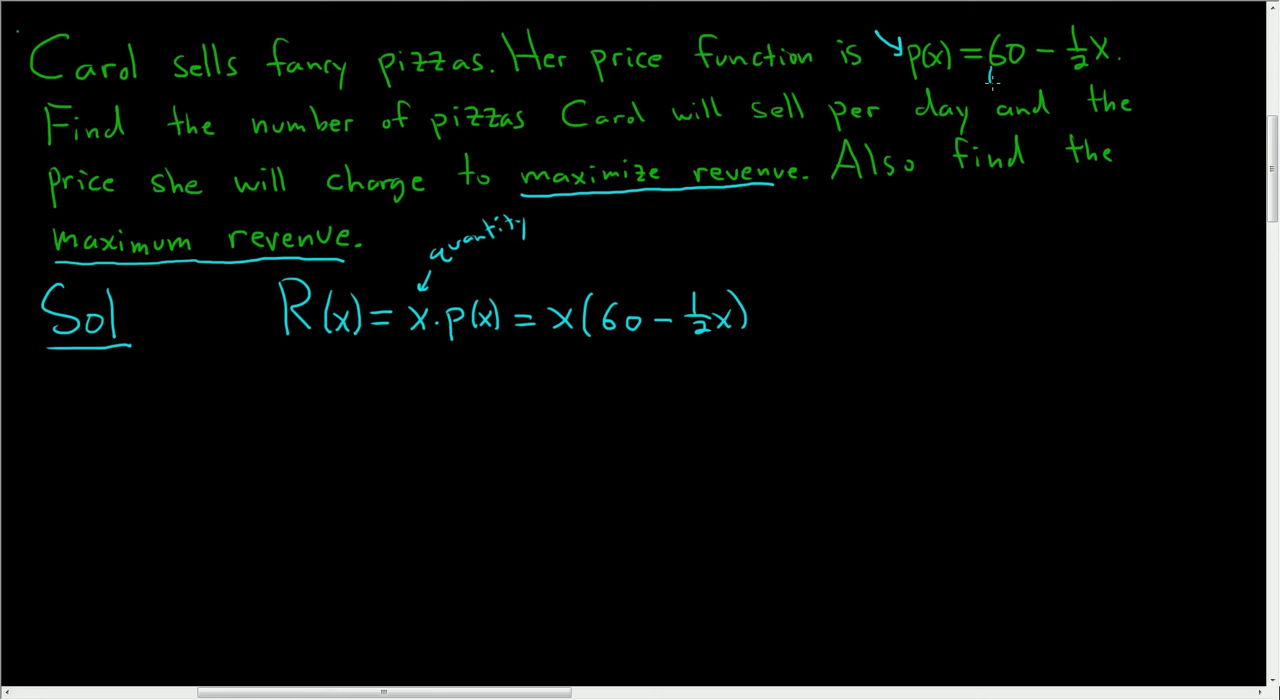 Carol sells fancy pizzas. Her price function is p(x) = 60 - 1/2 x.
Find the number of pizzas Carol will sell per day and the
price she will charge to maximize revenue. Also find the
maximum revenue.
quantity
Sol R(x) = x · p(x) = x(60 - 1/2 x)